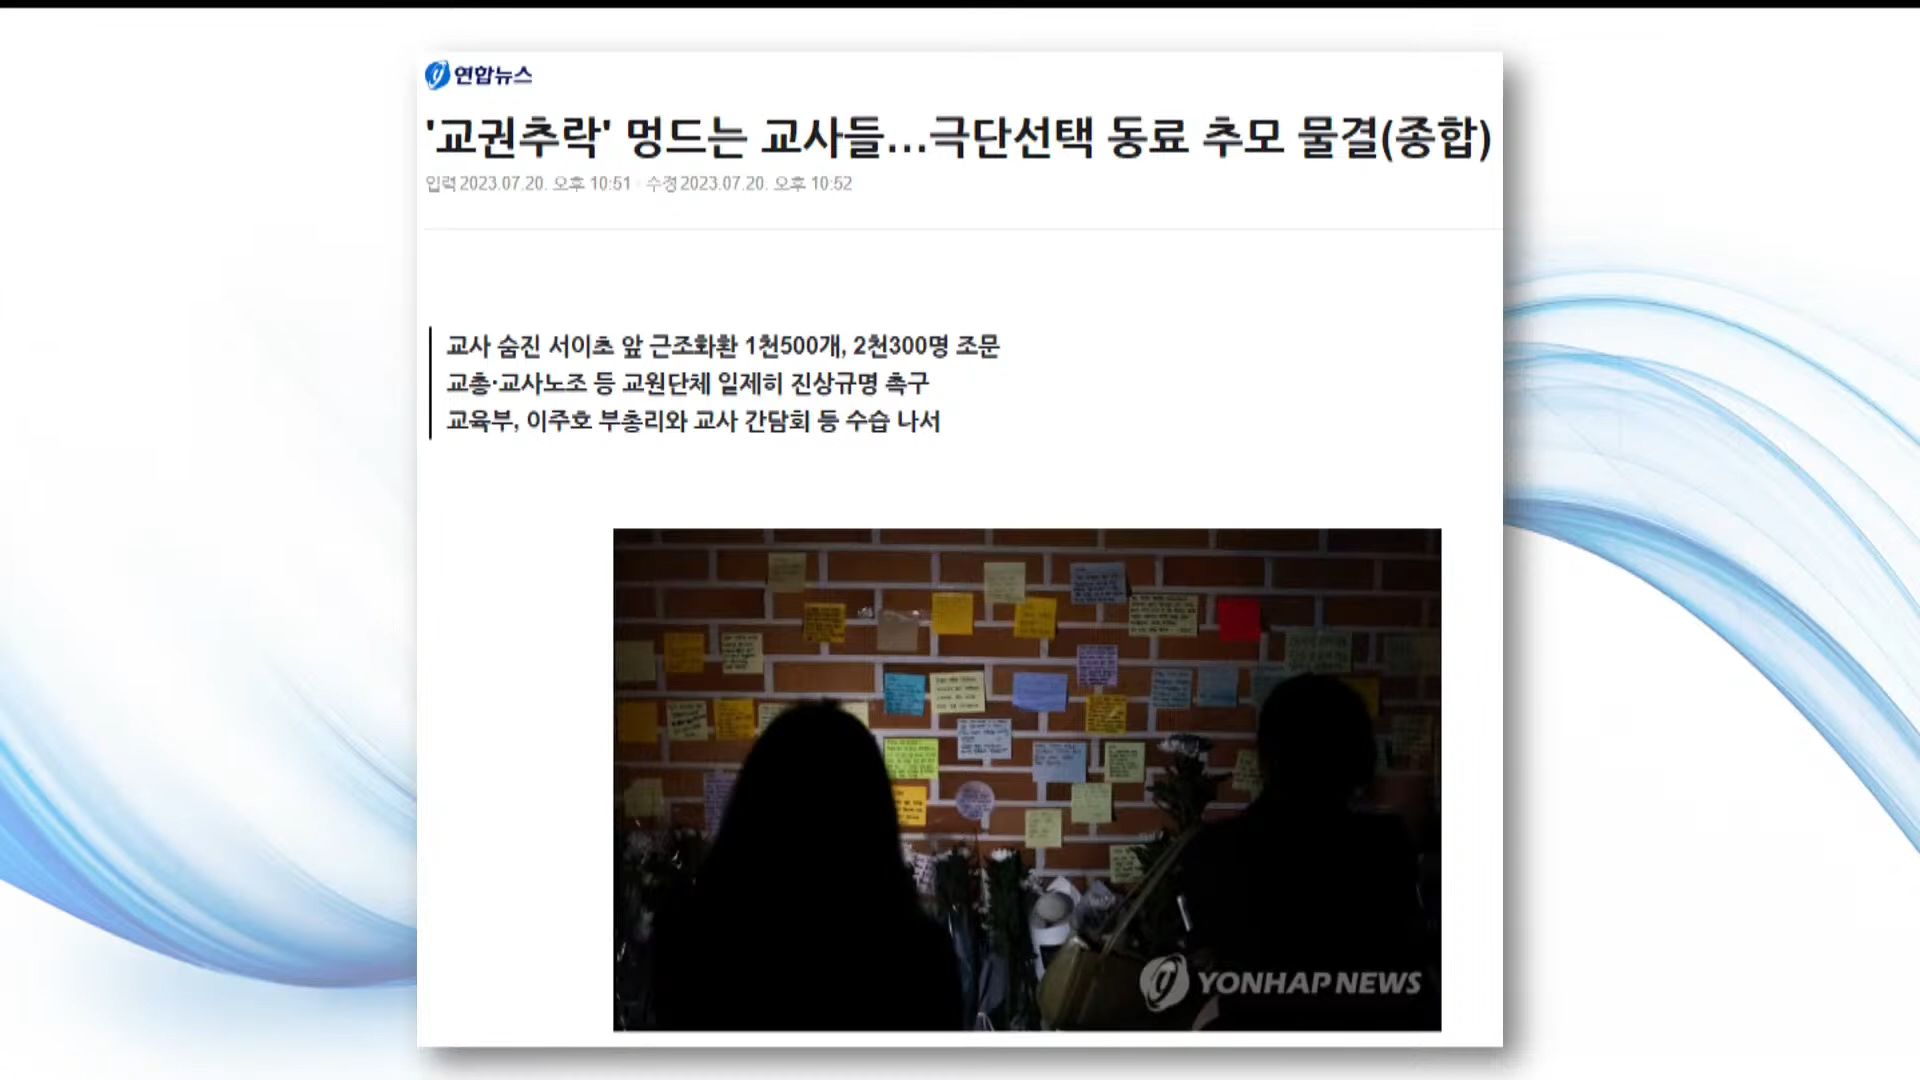 연합뉴스
'교권추락' 멍드는 교사들...극단선택 동료 추모 물결(종합)
입력 2023.07.20. 오후 10:51 · 수정 2023.07.20. 오후 10:52
교사 숨진 서이초 앞 근조화환 1천500개, 2천300명 조문
교총·교사노조 등 교원단체 일제히 진상규명 촉구
교육부, 이주호 부총리와 교사 간담회 등 수습 나서
YONHAP NEWS